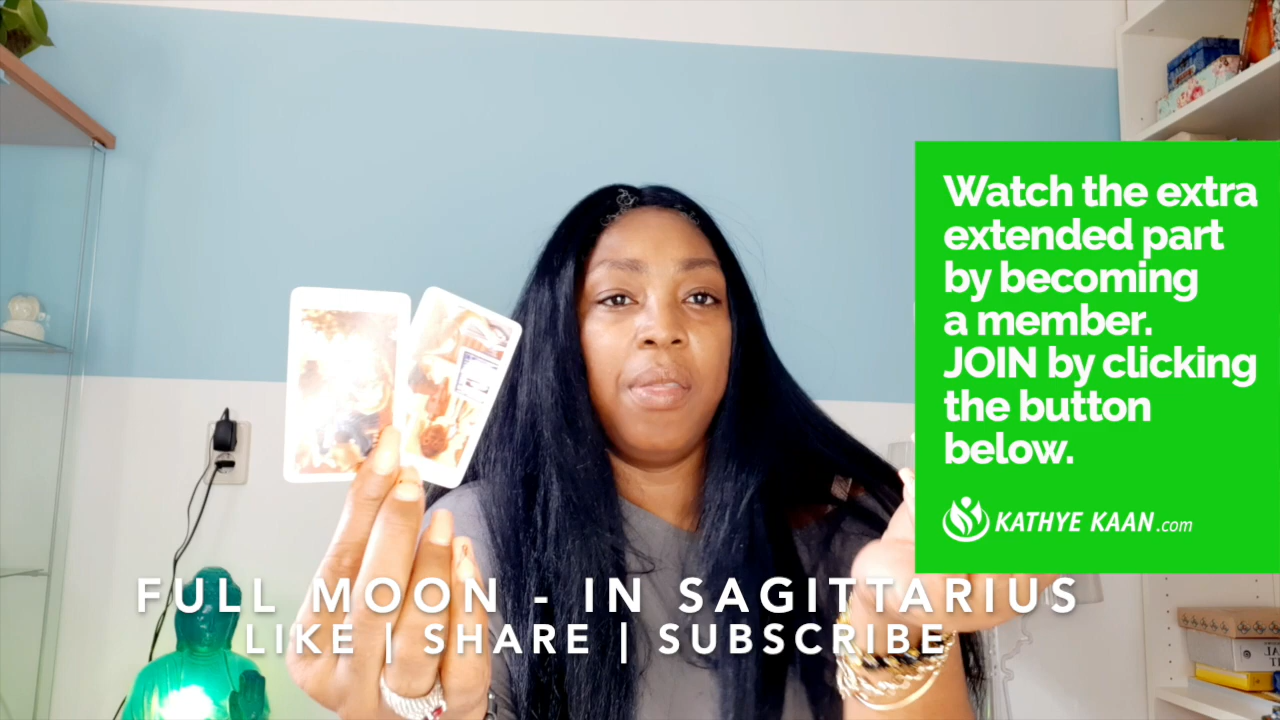 Watch the extra
extended part
by becoming
a member.
JOIN by clicking
the button
below.
KATHYE KAAN.com
FULL MOON - IN SAGITTARIUS
LIKE | SHARE | SUBSCRIBE